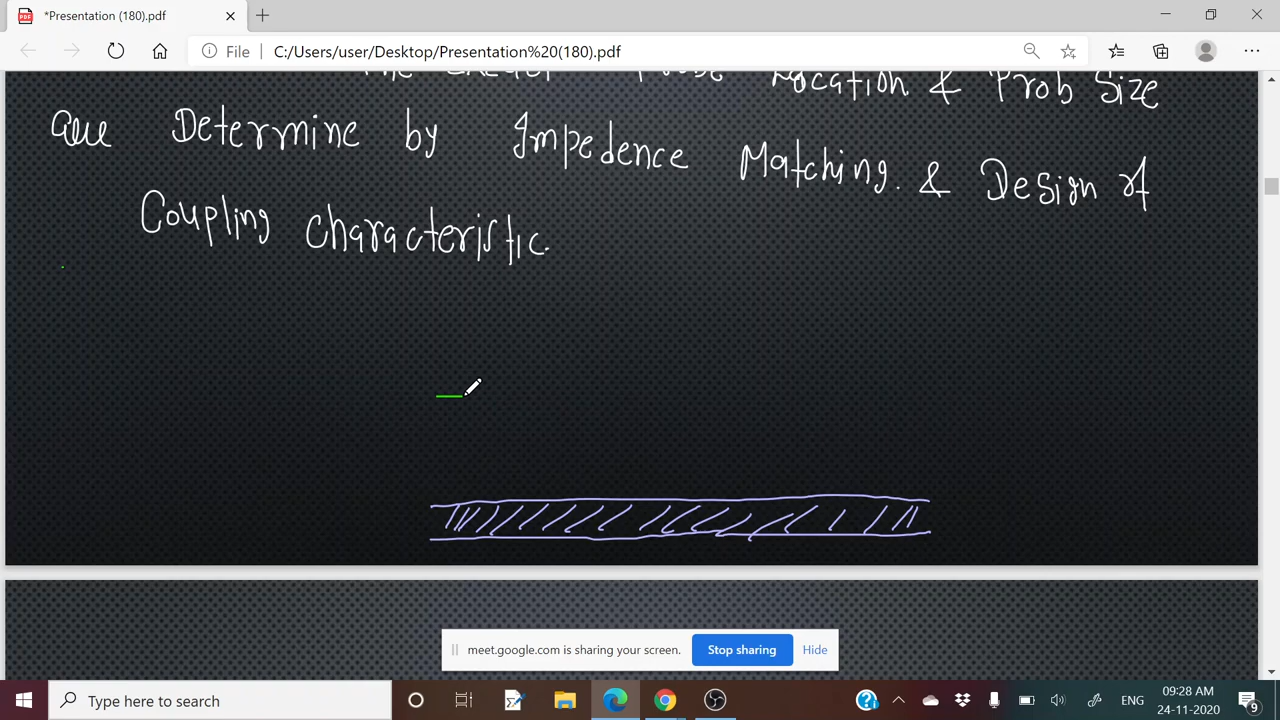 *Presentation (180).pdf
File C:/Users/user/Desktop/Presentation%20(180).pdf
Location & Prob Size
are Determine by Impedence Matching. & Design of
Coupling Characteristic.
meet.google.com is sharing your screen. Stop sharing Hide
Type here to search
ENG
09:28 AM
24-11-2020
9